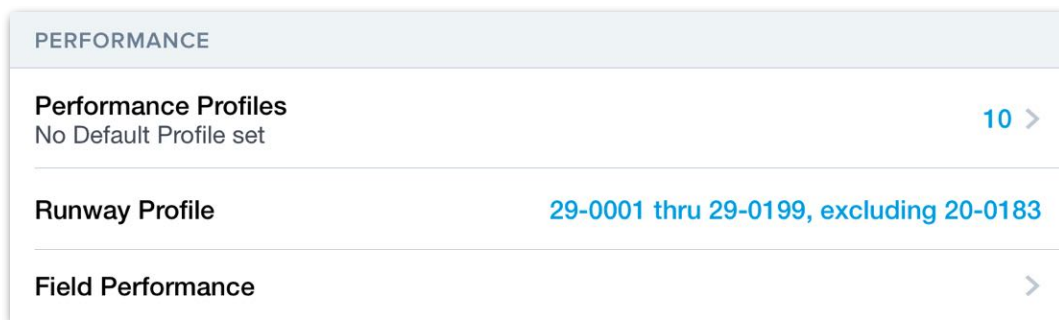 PERFORMANCE
Performance Profiles
No Default Profile set
10
Runway Profile
29-0001 thru 29-0199, excluding 20-0183
Field Performance